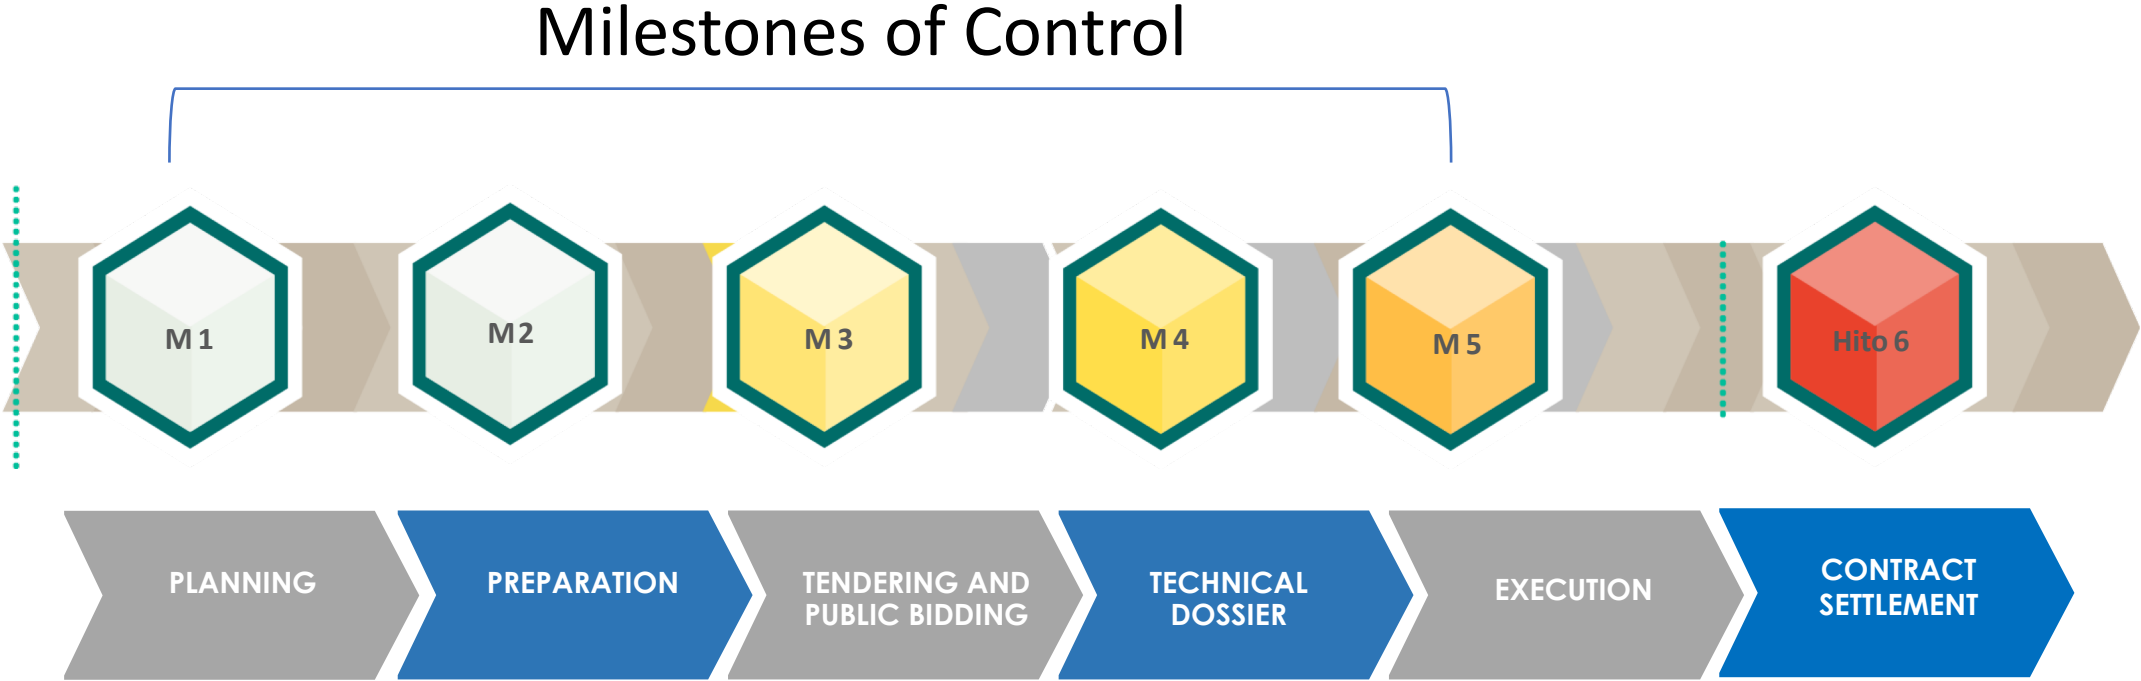 Milestones of Control
M 1
M 2
M 3
M 4
M 5
Hito 6
PLANNING
PREPARATION
TENDERING AND
PUBLIC BIDDING
TECHNICAL
DOSSIER
EXECUTION
CONTRACT
SETTLEMENT